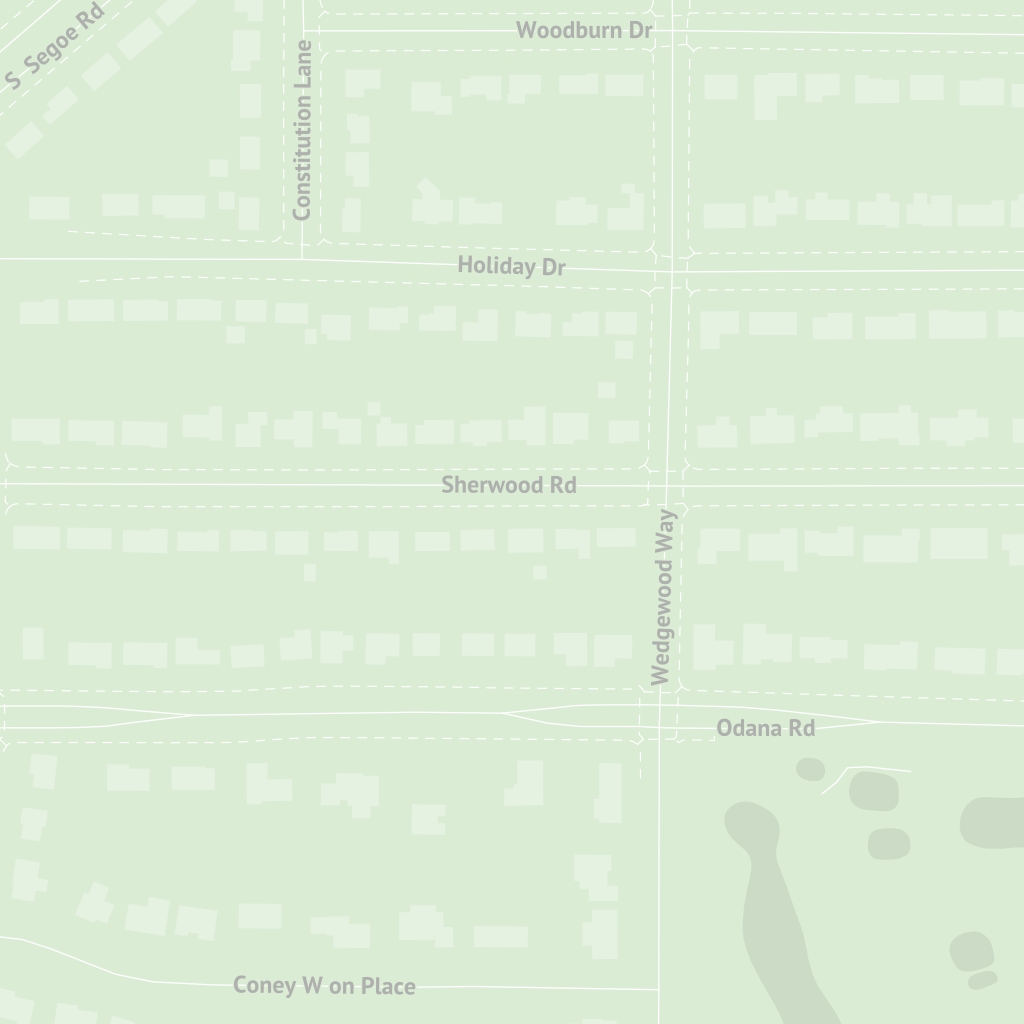 S Segoe Rd
Woodburn Dr
Constitution Lane
Holiday Dr
Sherwood Rd
Wedgewood Way
Odana Rd
Coney W on Place